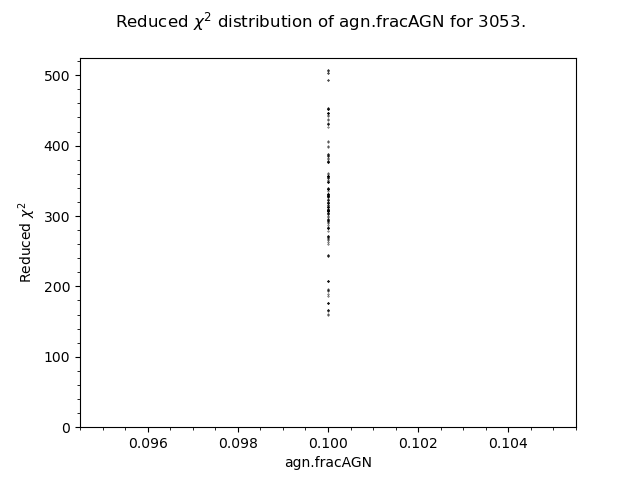 Reduced χ² distribution of agn.fracAGN for 3053.
500
400
300
200
100
0
Reduced χ²
0.096 0.098 0.100 0.102 0.104
agn.fracAGN